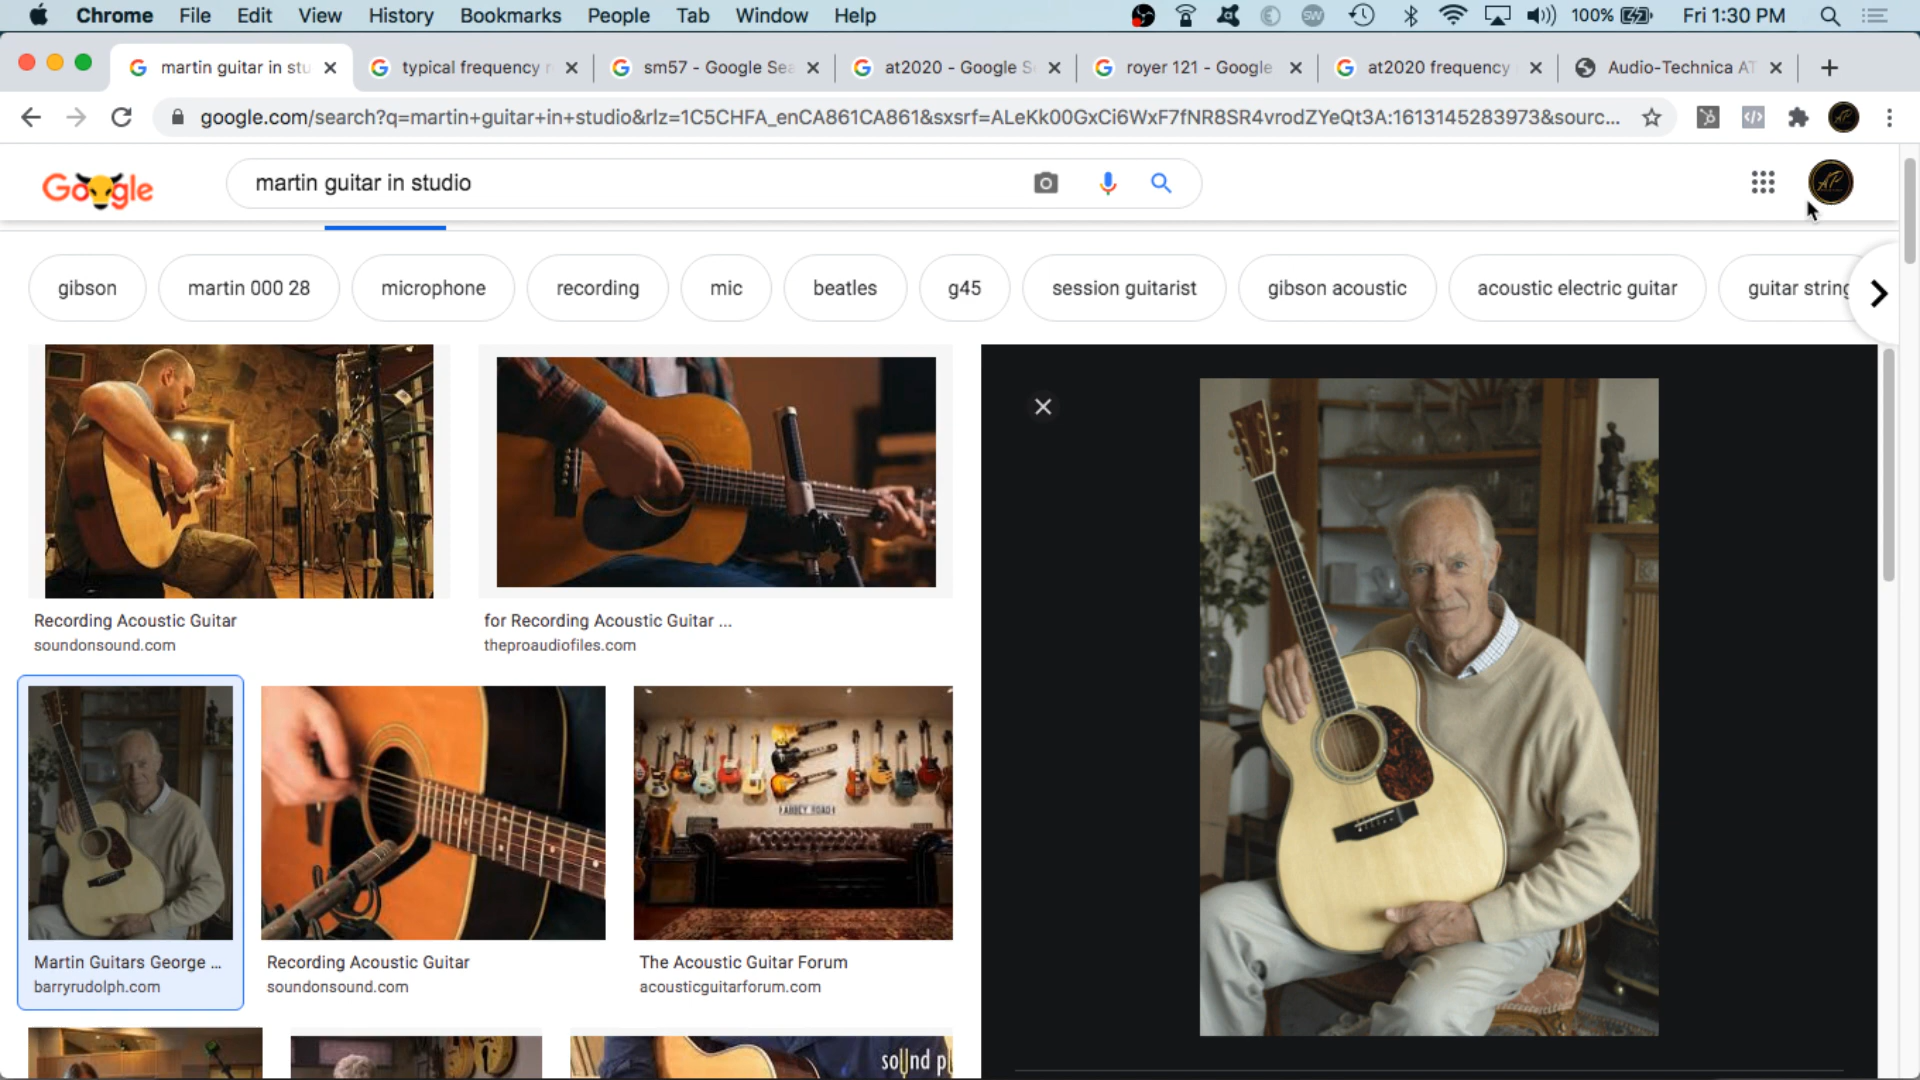 Chrome File Edit View History Bookmarks People Tab Window Help 100% Fri 1:30 PM
martin guitar in stu typical frequency r sm57 - Google Sea at2020 - Google S royer 121 - Google at2020 frequency Audio-Technica AT
google.com/search?q=martin+guitar+in+studio&rlz=1C5CHFA_enCA861CA861&sxsrf=ALeKk00GxCi6WxF7fNR8SR4vrodZYeQt3A:1613145283973&sourc...
Google martin guitar in studio AP
gibson martin 000 28 microphone recording mic beatles g45 session guitarist gibson acoustic acoustic electric guitar guitar string
Recording Acoustic Guitar for Recording Acoustic Guitar ...
soundonsound.com theproaudiofiles.com
ABBEY ROAD
Martin Guitars George ... Recording Acoustic Guitar The Acoustic Guitar Forum
barryrudolph.com soundonsound.com acousticguitarforum.com
sound p